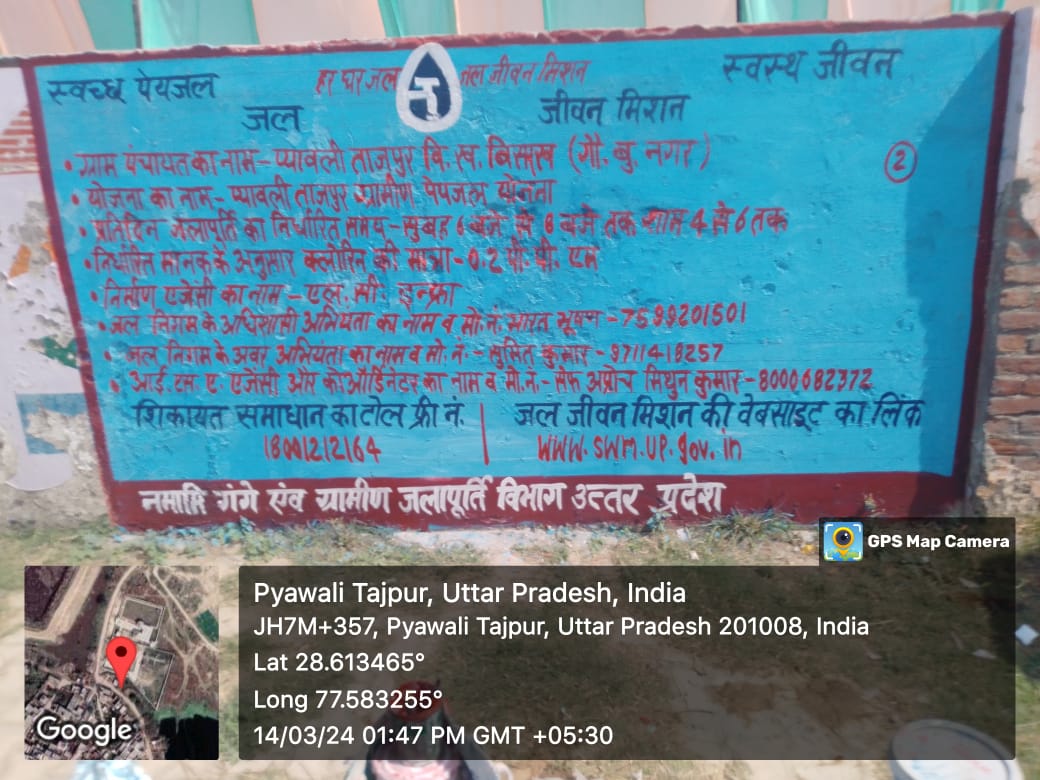 स्वच्छ पेयजल
हर घर जल
जल जीवन मिशन
स्वस्थ जीवन
जल
जीवन मिशन
• ग्राम पंचायत का नाम - प्यावली ताजपुर वि. ख. बिसरख (गौ. बु. नगर)
2
• योजना का नाम - प्यावली ताजपुर ग्रामीण पेयजल योजना
• प्रतिदिन जलापूर्ति का निर्धारित समय - सुबह 6 बजे से 8 बजे तक शाम 4 से 6 तक
• निर्धारित मानक के अनुसार क्लोरिन की मात्रा - 0.2 पी. पी. एम
• निर्माण एजेंसी का नाम - एल. सी. इन्फ्रा
• जल निगम के अधिशासी अभियंता का नाम व मो. नं. भारत भूषण - 7599201501
• जल निगम के अवर अभियंता का नाम व मो. नं. - सुमित कुमार - 9711418257
• आई. एस. ए. एजेंसी और कोऑर्डिनेटर का नाम व मो. नं. - सेफ अप्रोच मिथुन कुमार - 8000682372
शिकायत समाधान का टोल फ्री नं.
18001212164
जल जीवन मिशन की वेबसाइट का लिंक
www.swm.up.gov.in
नमामि गंगे एंव ग्रामीण जलापूर्ति विभाग उत्तर प्रदेश
GPS Map Camera
Pyawali Tajpur, Uttar Pradesh, India
JH7M+357, Pyawali Tajpur, Uttar Pradesh 201008, India
Lat 28.613465°
Long 77.583255°
14/03/24 01:47 PM GMT +05:30
Google